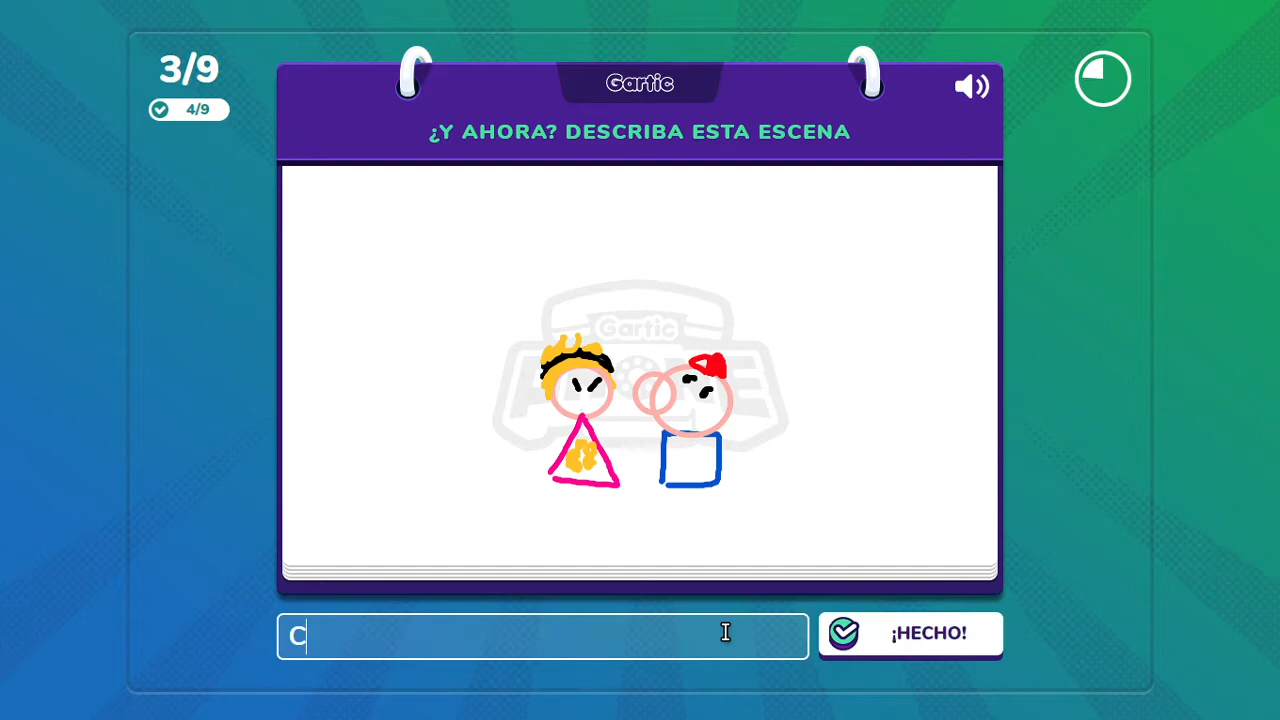 3/9
4/9
Gartic
¿Y AHORA? DESCRIBA ESTA ESCENA
Gartic
C
¡HECHO!